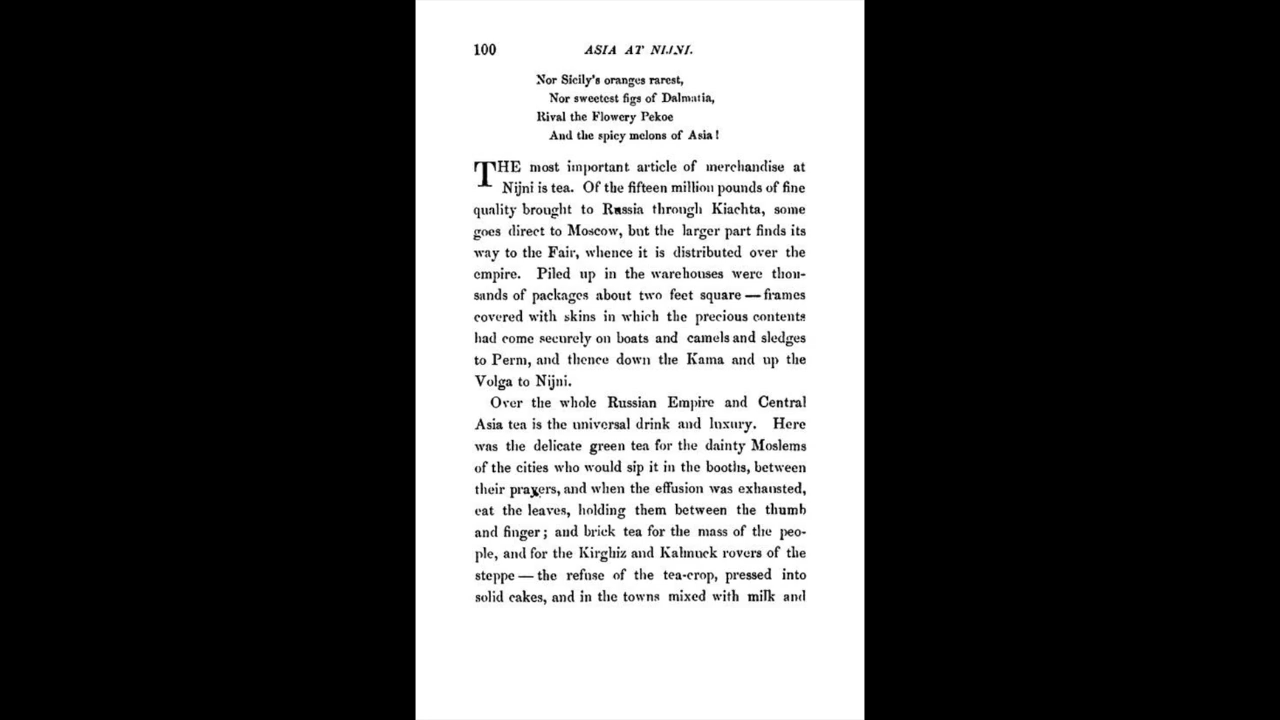 100 ASIA AT NIJNI.
Nor Sicily's oranges rarest,
Nor sweetest figs of Dalmatia,
Rival the Flowery Pekoe
And the spicy melons of Asia!
THE most important article of merchandise at
Nijni is tea. Of the fifteen million pounds of fine
quality brought to Russia through Kiachta, some
goes direct to Moscow, but the larger part finds its
way to the Fair, whence it is distributed over the
empire. Piled up in the warehouses were thou-
sands of packages about two feet square — frames
covered with skins in which the precious contents
had come securely on boats and camels and sledges
to Perm, and thence down the Kama and up the
Volga to Nijni.
Over the whole Russian Empire and Central
Asia tea is the universal drink and luxury. Here
was the delicate green tea for the dainty Moslems
of the cities who would sip it in the booths, between
their prayers, and when the effusion was exhausted,
eat the leaves, holding them between the thumb
and finger; and brick tea for the mass of the peo-
ple, and for the Kirghiz and Kalmuck rovers of the
steppe — the refuse of the tea-crop, pressed into
solid cakes, and in the towns mixed with milk and